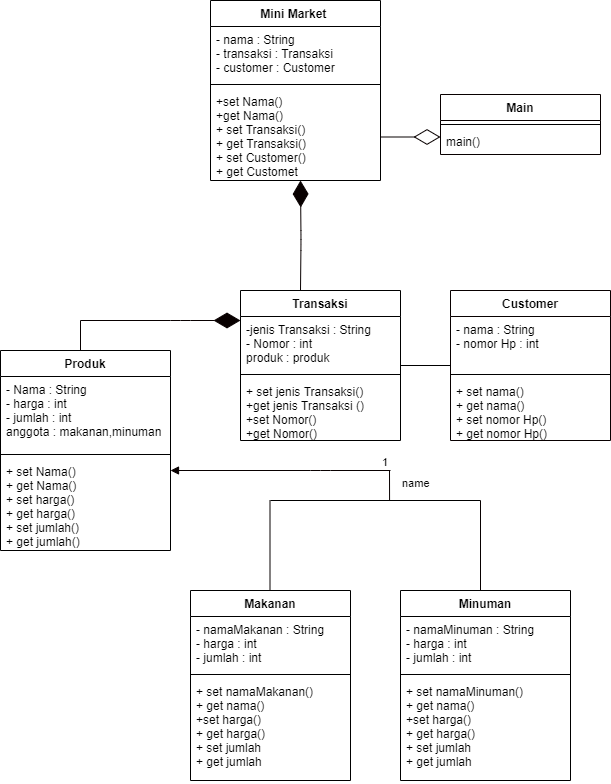 Mini Market
- nama : String
- transaksi : Transaksi
- customer : Customer
+set Nama()
+get Nama()
+ set Transaksi()
+ get Transaksi()
+ set Customer()
+ get Customet
Main
main()
Transaksi
-jenis Transaksi : String
- Nomor : int
produk : produk
+ set jenis Transaksi()
+get jenis Transaksi ()
+set Nomor()
+get Nomor()
Customer
- nama : String
- nomor Hp : int
+ set nama()
+ get nama()
+ set nomor Hp()
+ get nomor Hp()
Produk
- Nama : String
- harga : int
- jumlah : int
anggota : makanan,minuman
+ set Nama()
+ get Nama()
+ set harga()
+ get harga()
+ set jumlah()
+ get jumlah()
1
name
Makanan
- namaMakanan : String
- harga : int
- jumlah : int
+ set namaMakanan()
+ get nama()
+set harga()
+ get harga()
+ set jumlah
+ get jumlah
Minuman
- namaMinuman : String
- harga : int
- jumlah : int
+ set namaMinuman()
+ get nama()
+set harga()
+ get harga()
+ set jumlah
+ get jumlah